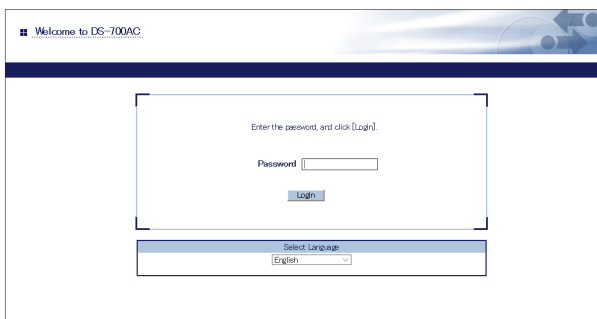 Welcome to DS-700AC
Enter the password, and click [Login].
Password
Login
Select Language
English